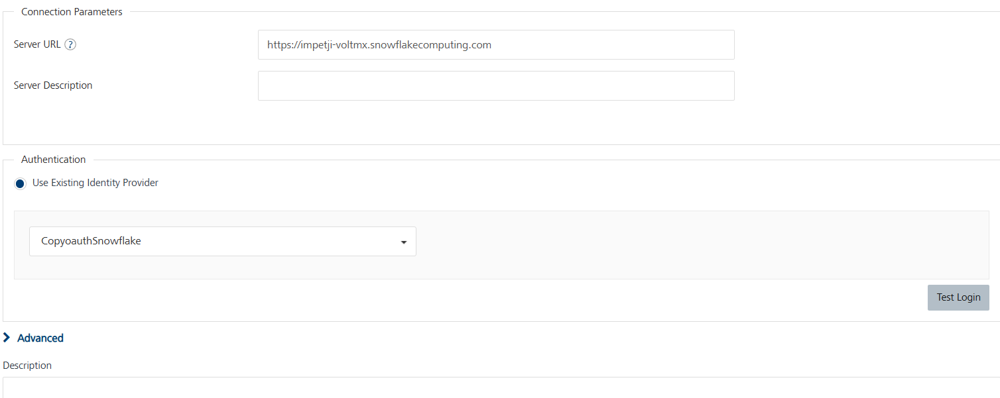 Connection Parameters
Server URL ?
https://impetji-voltmx.snowflakecomputing.com
Server Description
Authentication
Use Existing Identity Provider
CopyoauthSnowflake
Test Login
Advanced
Description